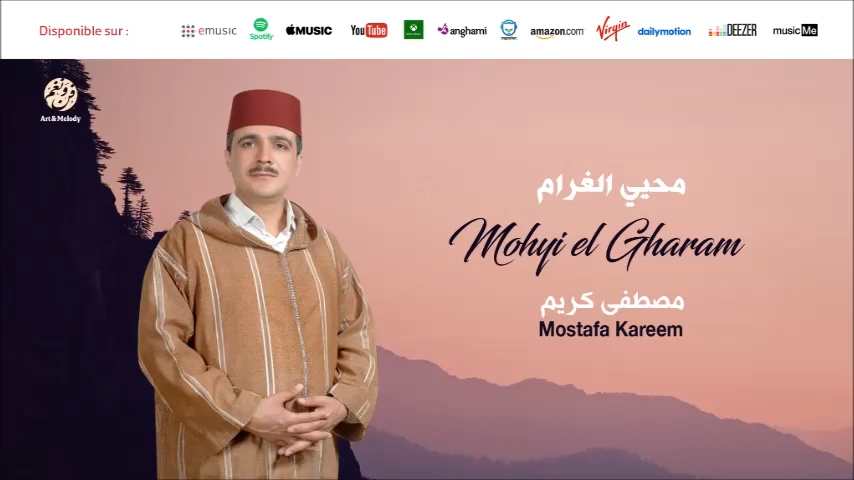 Disponible sur :
emusic
Spotify
MUSIC
YouTube
anghami
napster
amazon.com
Virgin
dailymotion
DEEZER
music Me
Art & Melody
محيي الغرام
Mohyi el Gharam
مصطفى كريم
Mostafa Kareem